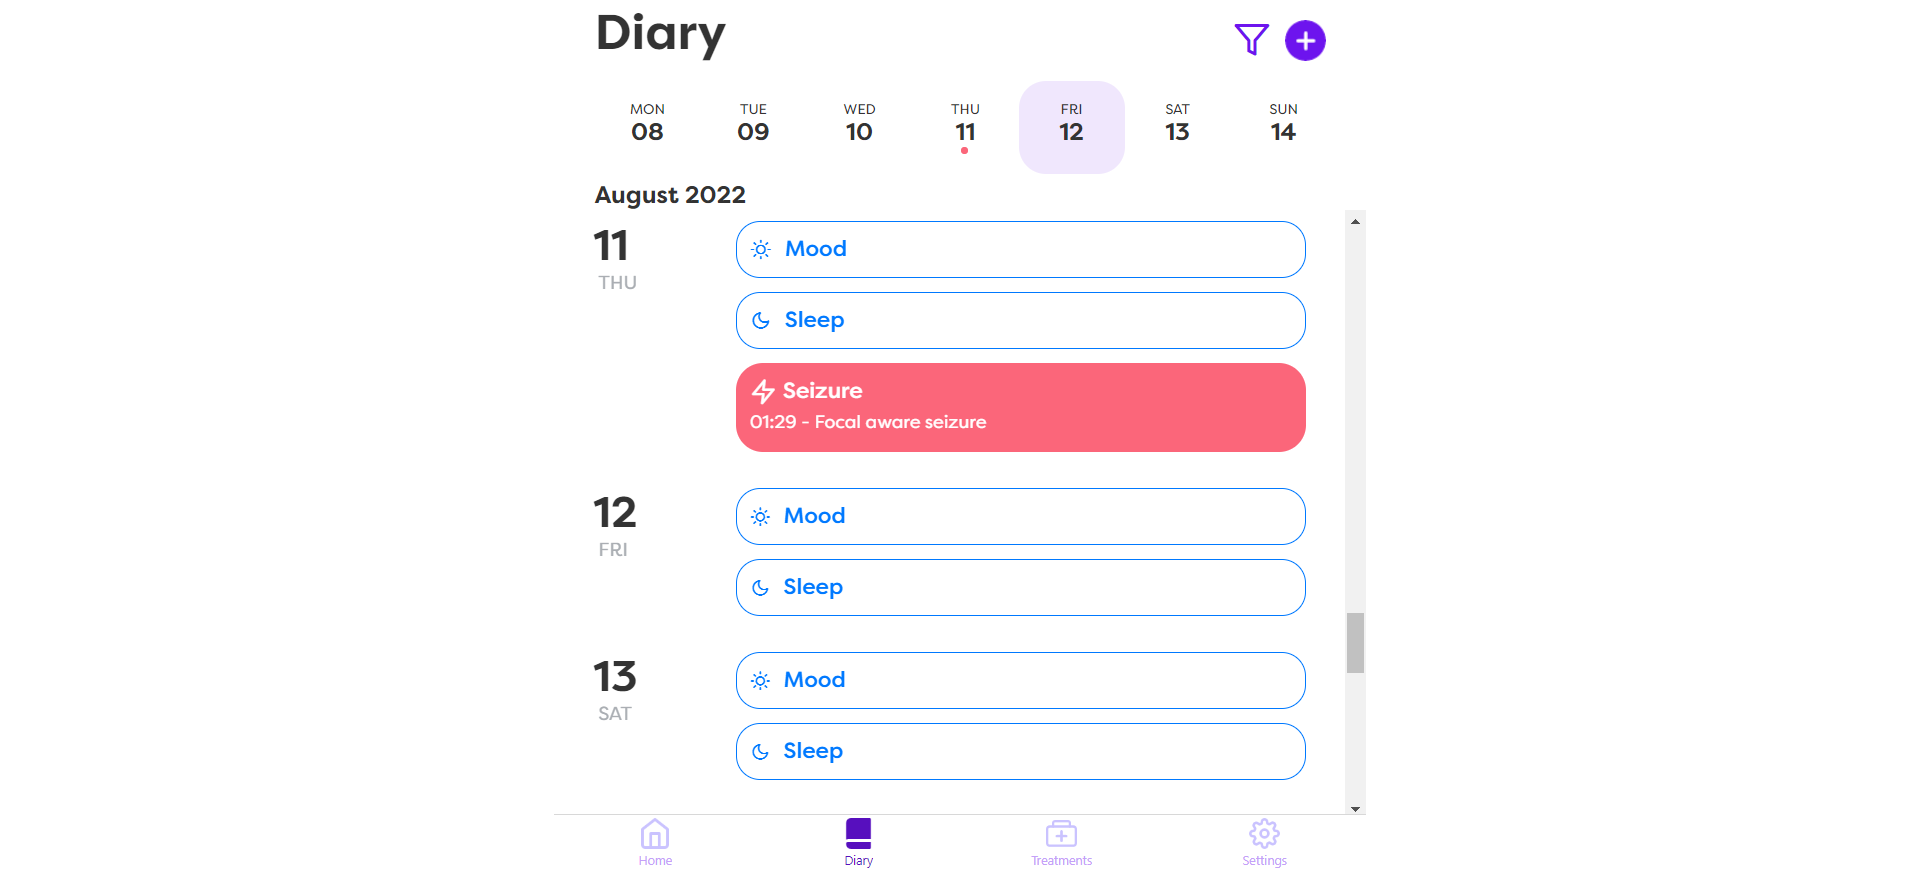 Diary
MON TUE WED THU FRI SAT SUN
08 09 10 11 12 13 14
August 2022
11
THU
Mood
Sleep
Seizure
01:29 - Focal aware seizure
12
FRI
Mood
Sleep
13
SAT
Mood
Sleep
Home Diary Treatments Settings